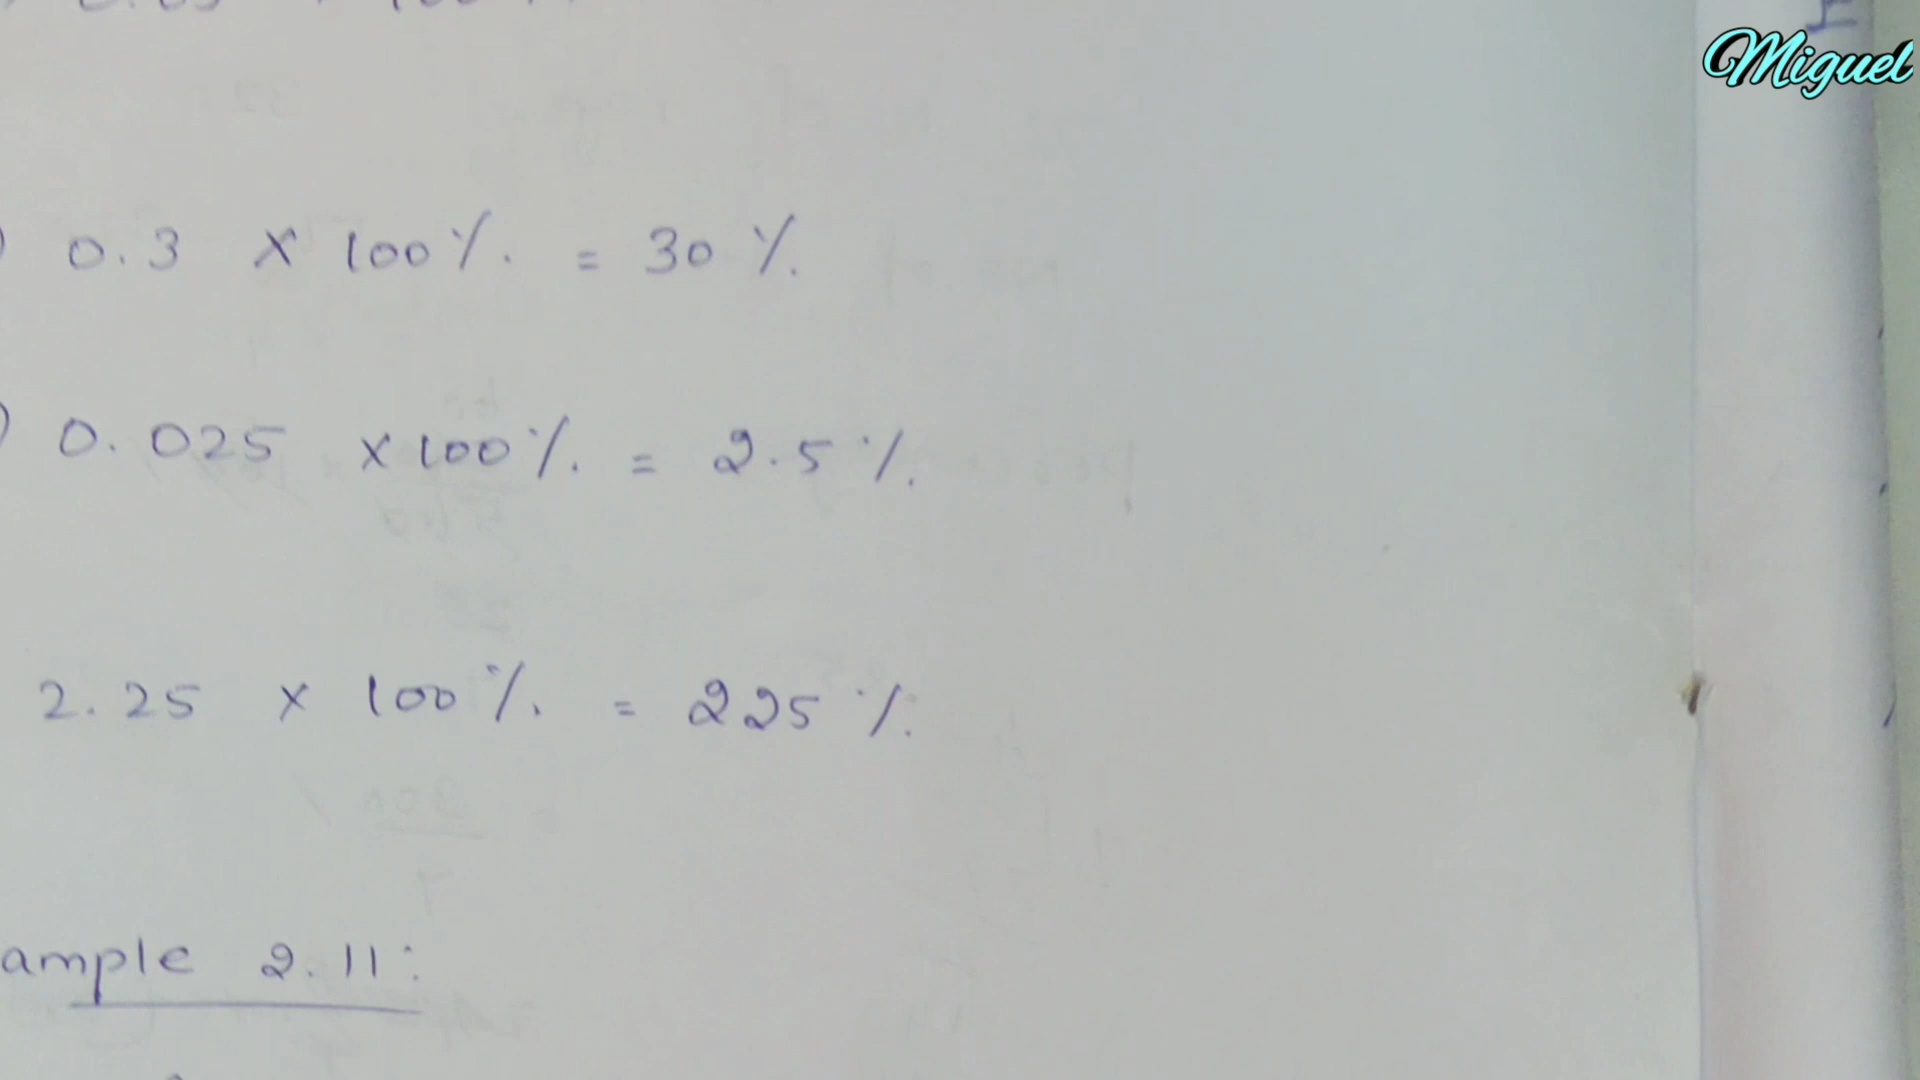 Miguel
0.3 × 100 %. = 30 %.
0.025 × 100 %. = 2.5 %.
2.25 × 100 %. = 225 %.
ample 2.11: